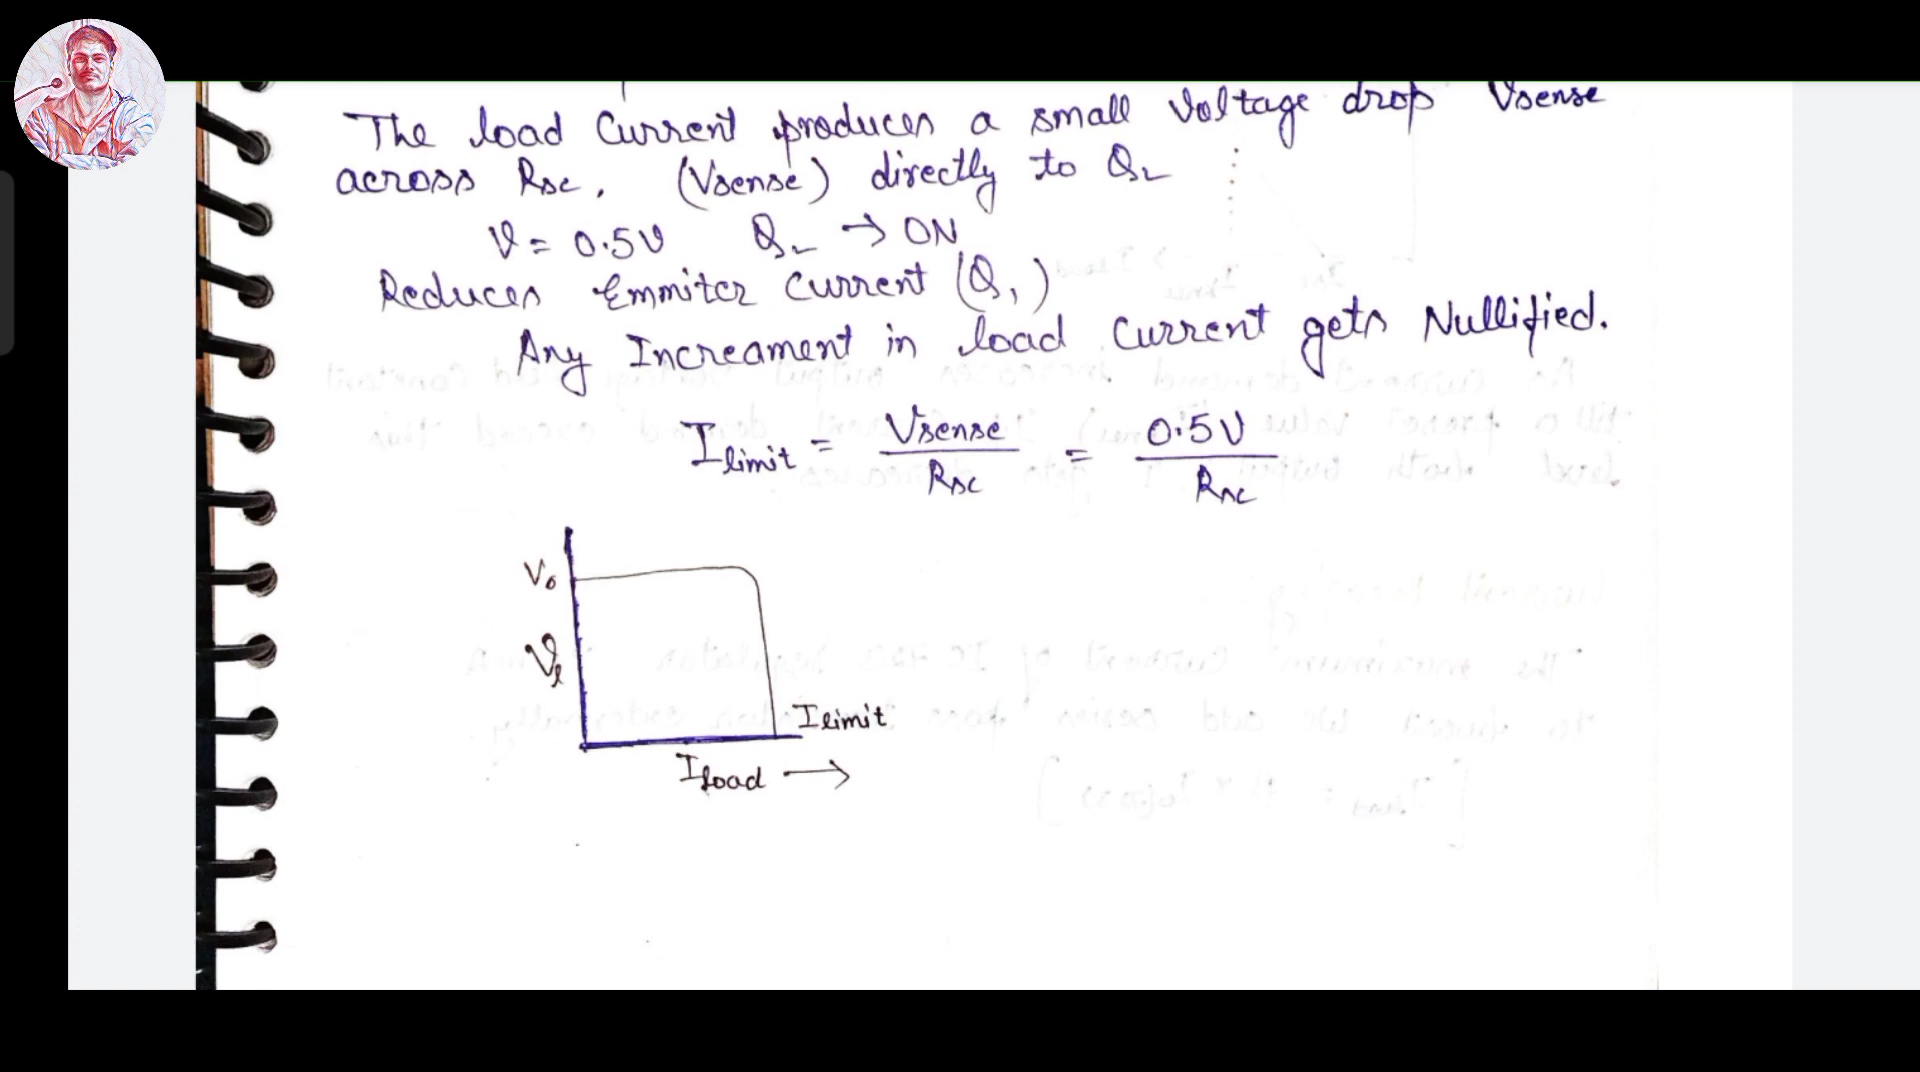 The load Current produces a small Voltage drop Vsense
across Rsc. (Vsense) directly to Q2
V = 0.5V Q2 → ON
Reduces Emmiter Current (Q1)
Any Increament in load Current gets Nullified.
Ilimit = Vsense / Rsc = 0.5V / Rsc
Vo
Vl
Ilimit
Iload →